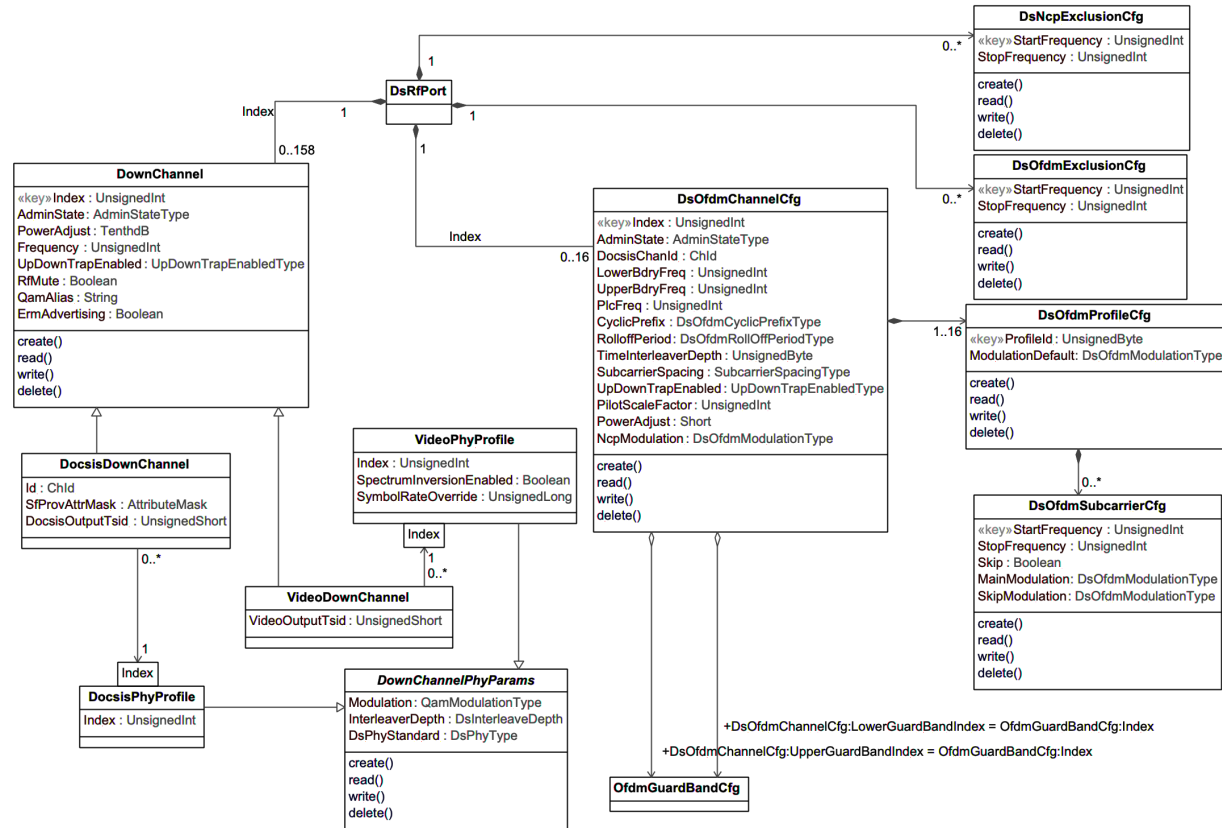 DsNcpExclusionCfg
«key»StartFrequency : UnsignedInt
StopFrequency : UnsignedInt
create()
read()
write()
delete()
0..*
1
DsRfPort
Index
1
1
1
0..158
DsOfdmExclusionCfg
«key»StartFrequency : UnsignedInt
StopFrequency : UnsignedInt
create()
read()
write()
delete()
0..*
DownChannel
«key»Index : UnsignedInt
AdminState : AdminStateType
PowerAdjust : TenthdB
Frequency : UnsignedInt
UpDownTrapEnabled : UpDownTrapEnabledType
RfMute : Boolean
QamAlias : String
ErmAdvertising : Boolean
create()
read()
write()
delete()
Index
0..16
DsOfdmChannelCfg
«key»Index : UnsignedInt
AdminState : AdminStateType
DocsisChanId : ChId
LowerBdryFreq : UnsignedInt
UpperBdryFreq : UnsignedInt
PlcFreq : UnsignedInt
CyclicPrefix : DsOfdmCyclicPrefixType
RolloffPeriod : DsOfdmRollOffPeriodType
TimeInterleaverDepth : UnsignedByte
SubcarrierSpacing : SubcarrierSpacingType
UpDownTrapEnabled : UpDownTrapEnabledType
PilotScaleFactor : UnsignedInt
PowerAdjust : Short
NcpModulation : DsOfdmModulationType
create()
read()
write()
delete()
1..16
DsOfdmProfileCfg
«key»ProfileId : UnsignedByte
ModulationDefault: DsOfdmModulationType
create()
read()
write()
delete()
0..*
DocsisDownChannel
Id : ChId
SfProvAttrMask : AttributeMask
DocsisOutputTsid : UnsignedShort
0..*
VideoPhyProfile
Index : UnsignedInt
SpectrumInversionEnabled : Boolean
SymbolRateOverride : UnsignedLong
Index
1
0..*
DsOfdmSubcarrierCfg
«key»StartFrequency : UnsignedInt
StopFrequency : UnsignedInt
Skip : Boolean
MainModulation : DsOfdmModulationType
SkipModulation : DsOfdmModulationType
create()
read()
write()
delete()
VideoDownChannel
VideoOutputTsid : UnsignedShort
1
Index
DocsisPhyProfile
Index : UnsignedInt
DownChannelPhyParams
Modulation : QamModulationType
InterleaverDepth : DsInterleaveDepth
DsPhyStandard : DsPhyType
create()
read()
write()
delete()
+DsOfdmChannelCfg:LowerGuardBandIndex = OfdmGuardBandCfg:Index
+DsOfdmChannelCfg:UpperGuardBandIndex = OfdmGuardBandCfg:Index
OfdmGuardBandCfg